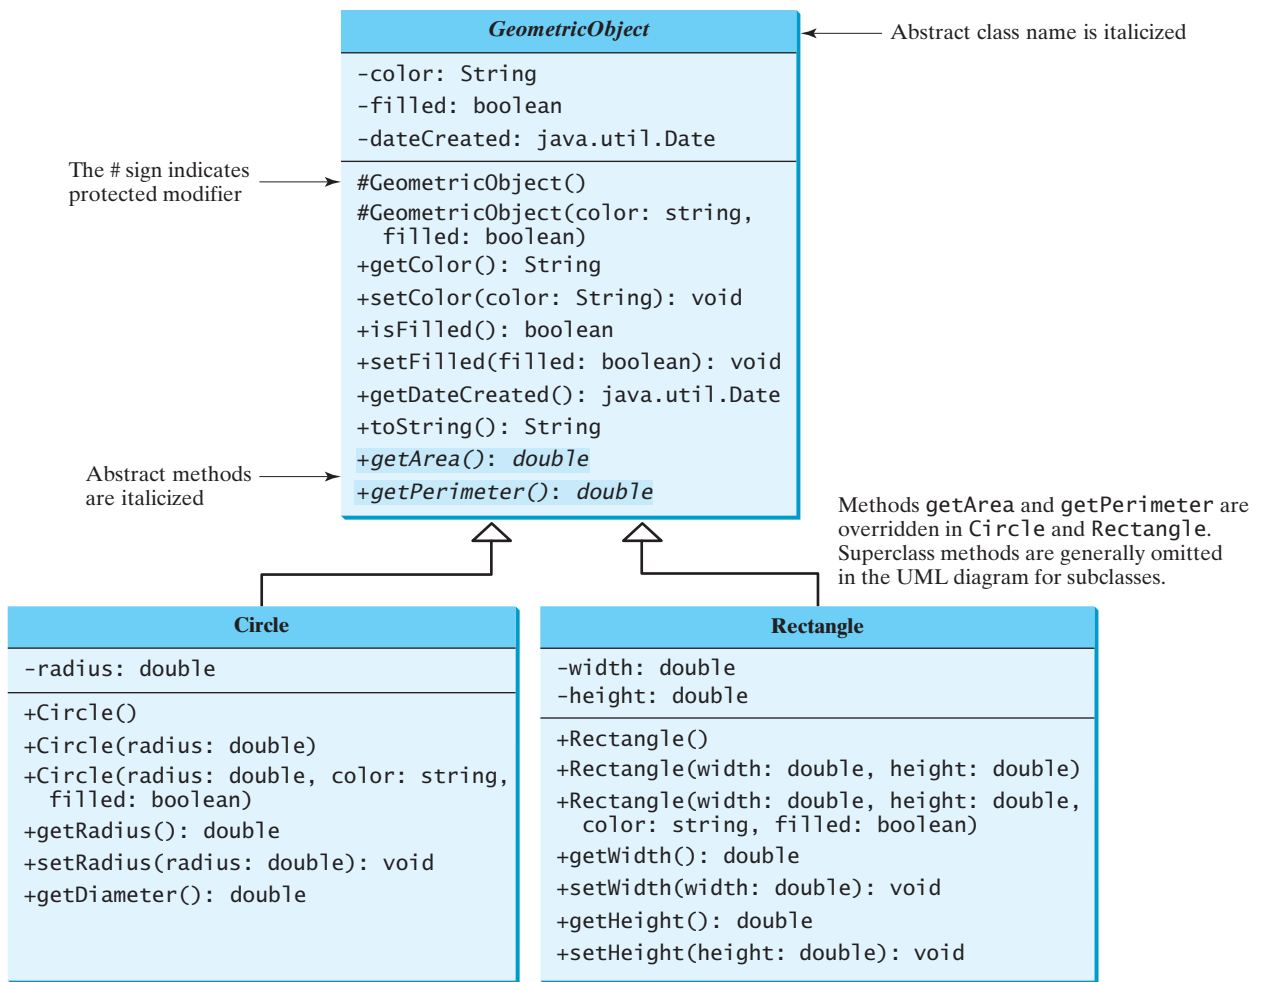 GeometricObject
Abstract class name is italicized
-color: String
-filled: boolean
-dateCreated: java.util.Date
The # sign indicates
protected modifier
#GeometricObject()
#GeometricObject(color: string,
filled: boolean)
+getColor(): String
+setColor(color: String): void
+isFilled(): boolean
+setFilled(filled: boolean): void
+getDateCreated(): java.util.Date
+toString(): String
+getArea(): double
+getPerimeter(): double
Abstract methods
are italicized
Methods getArea and getPerimeter are
overridden in Circle and Rectangle.
Superclass methods are generally omitted
in the UML diagram for subclasses.
Circle
-radius: double
+Circle()
+Circle(radius: double)
+Circle(radius: double, color: string,
filled: boolean)
+getRadius(): double
+setRadius(radius: double): void
+getDiameter(): double
Rectangle
-width: double
-height: double
+Rectangle()
+Rectangle(width: double, height: double)
+Rectangle(width: double, height: double,
color: string, filled: boolean)
+getWidth(): double
+setWidth(width: double): void
+getHeight(): double
+setHeight(height: double): void